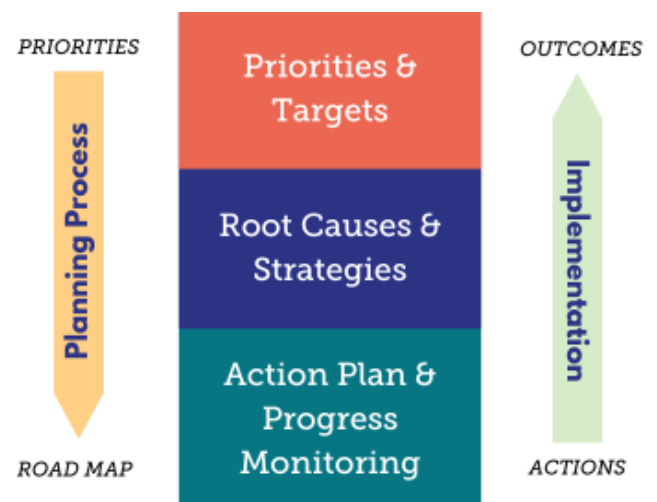 PRIORITIES
Planning Process
ROAD MAP
Priorities &
Targets
Root Causes &
Strategies
Action Plan &
Progress
Monitoring
OUTCOMES
Implementation
ACTIONS